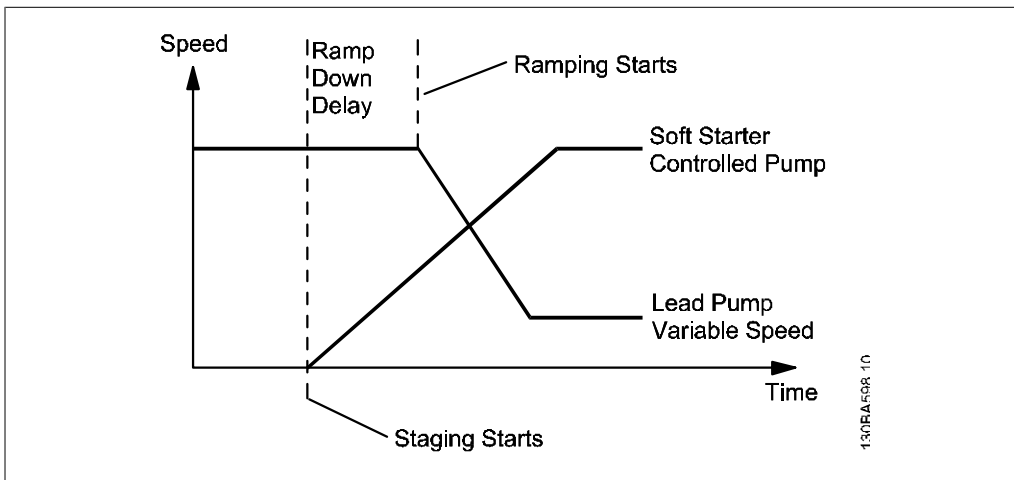 Speed
Ramp
Down
Delay
Ramping Starts
Soft Starter
Controlled Pump
Lead Pump
Variable Speed
Time
Staging Starts
130BA598.10